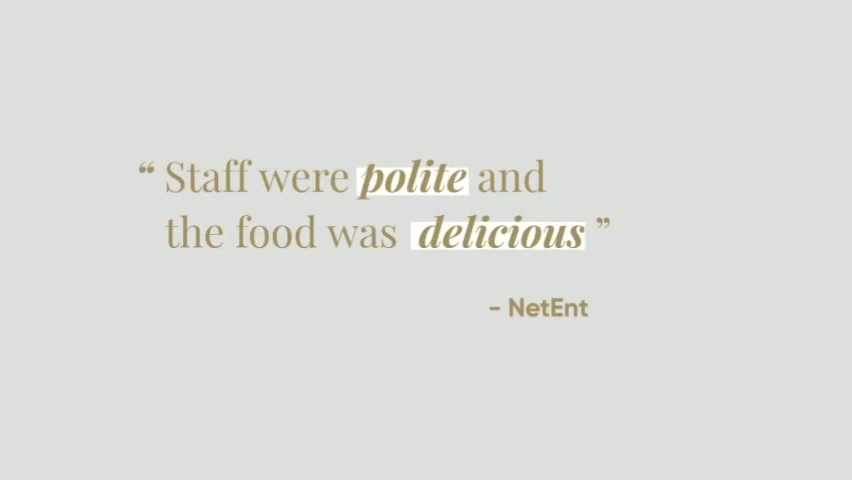 “ Staff were polite and
the food was delicious ”
- NetEnt